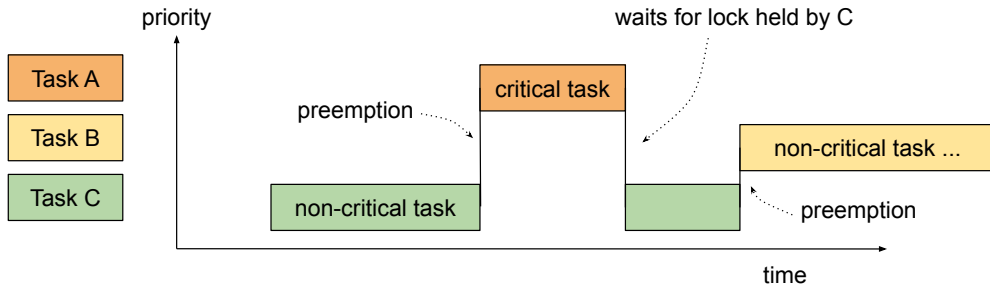 priority
waits for lock held by C
Task A
critical task
preemption
Task B
non-critical task ...
Task C
non-critical task
preemption
time